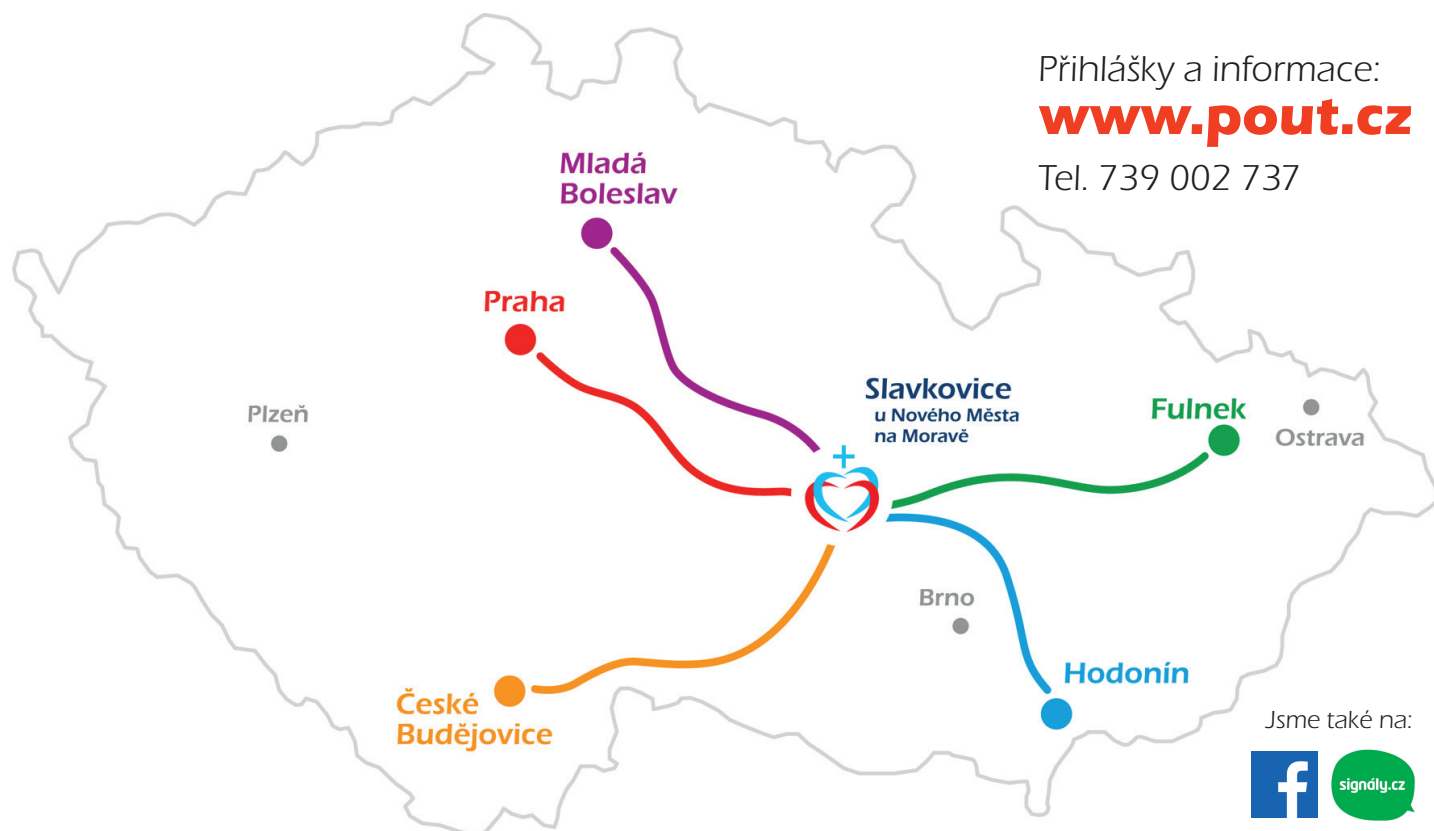 Přihlášky a informace:
www.pout.cz
Tel. 739 002 737
Mladá
Boleslav
Praha
Slavkovice
u Nového Města
na Moravě
Plzeň
Fulnek
Ostrava
Brno
Hodonín
České
Budějovice
Jsme také na:
f
signály.cz